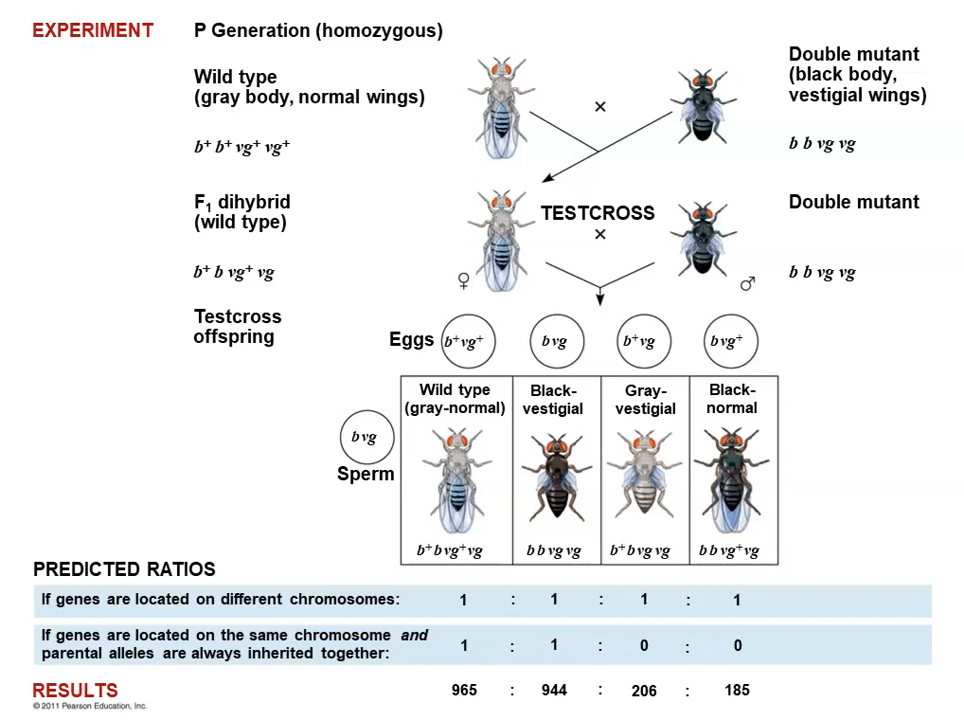 EXPERIMENT
P Generation (homozygous)
Wild type
(gray body, normal wings)
b⁺ b⁺ vg⁺ vg⁺
×
Double mutant
(black body,
vestigial wings)
b b vg vg
F₁ dihybrid
(wild type)
b⁺ b vg⁺ vg
TESTCROSS
×
Double mutant
♀
♂
b b vg vg
Testcross
offspring
Eggs b⁺vg⁺ b vg b⁺vg b vg⁺
Wild type
(gray-normal)
Black-
vestigial
Gray-
vestigial
Black-
normal
b vg
Sperm
b⁺ b vg⁺ vg b b vg vg b⁺ b vg vg b b vg⁺ vg
PREDICTED RATIOS
If genes are located on different chromosomes: 1 : 1 : 1 : 1
If genes are located on the same chromosome and
parental alleles are always inherited together: 1 : 1 : 0 : 0
RESULTS 965 : 944 : 206 : 185
© 2011 Pearson Education, Inc.